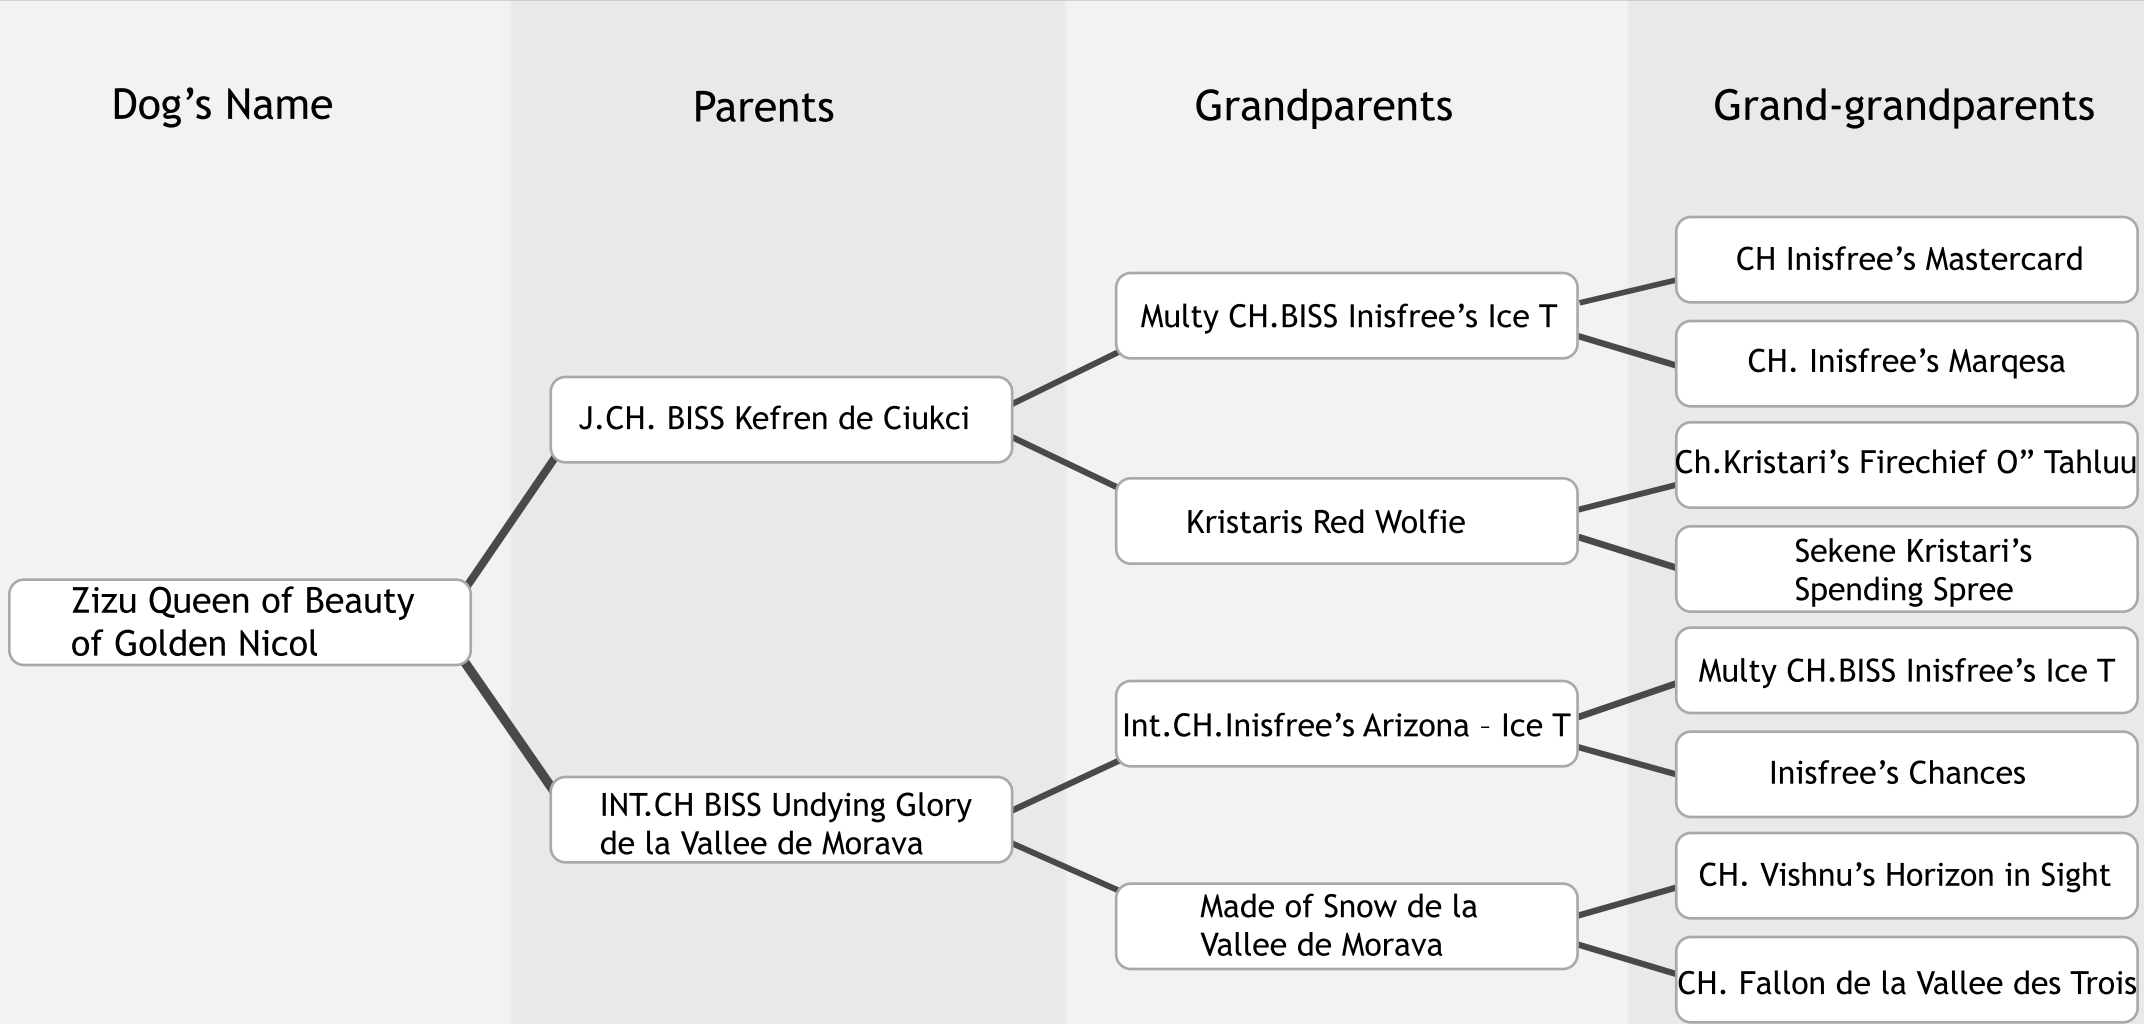 Dog’s Name
Parents
Grandparents
Grand-grandparents
Zizu Queen of Beauty
of Golden Nicol
J.CH. BISS Kefren de Ciukci
INT.CH BISS Undying Glory
de la Vallee de Morava
Multy CH.BISS Inisfree’s Ice T
Kristaris Red Wolfie
Int.CH.Inisfree’s Arizona – Ice T
Made of Snow de la
Vallee de Morava
CH Inisfree’s Mastercard
CH. Inisfree’s Marqesa
Ch.Kristari’s Firechief O” Tahluu
Sekene Kristari’s
Spending Spree
Multy CH.BISS Inisfree’s Ice T
Inisfree’s Chances
CH. Vishnu’s Horizon in Sight
CH. Fallon de la Vallee des Trois